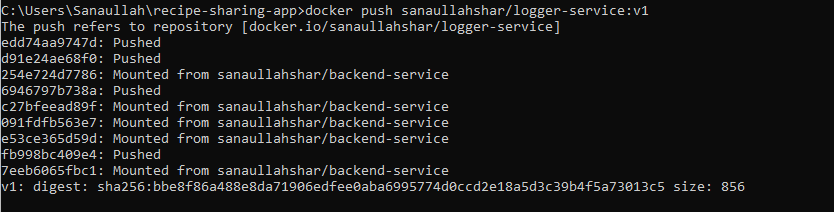 C:\Users\Sanaullah\recipe-sharing-app>docker push sanaullahshar/logger-service:v1
The push refers to repository [docker.io/sanaullahshar/logger-service]
edd74aa9747d: Pushed
d91e24ae68f0: Pushed
254e724d7786: Mounted from sanaullahshar/backend-service
6946797b738a: Pushed
c27bfeead89f: Mounted from sanaullahshar/backend-service
091fdfb563e7: Mounted from sanaullahshar/backend-service
e53ce365d59d: Mounted from sanaullahshar/backend-service
fb998bc409e4: Pushed
7eeb6065fbc1: Mounted from sanaullahshar/backend-service
v1: digest: sha256:bbe8f86a488e8da71906edfee0aba6995774d0ccd2e18a5d3c39b4f5a73013c5 size: 856